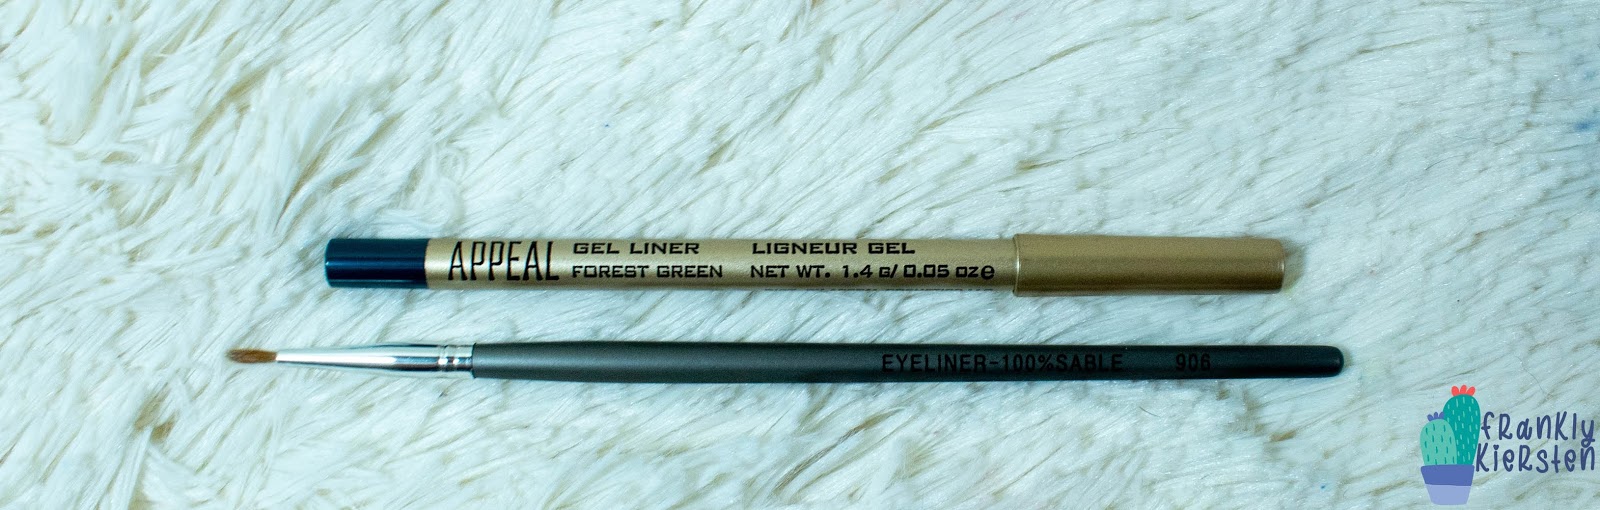 APPEAL
GEL LINER LIGNEUR GEL
FOREST GREEN NET WT. 1.4 G/ 0.05 OZ e
EYELINER-100%SABLE 906
fRaNKly
KieRsten